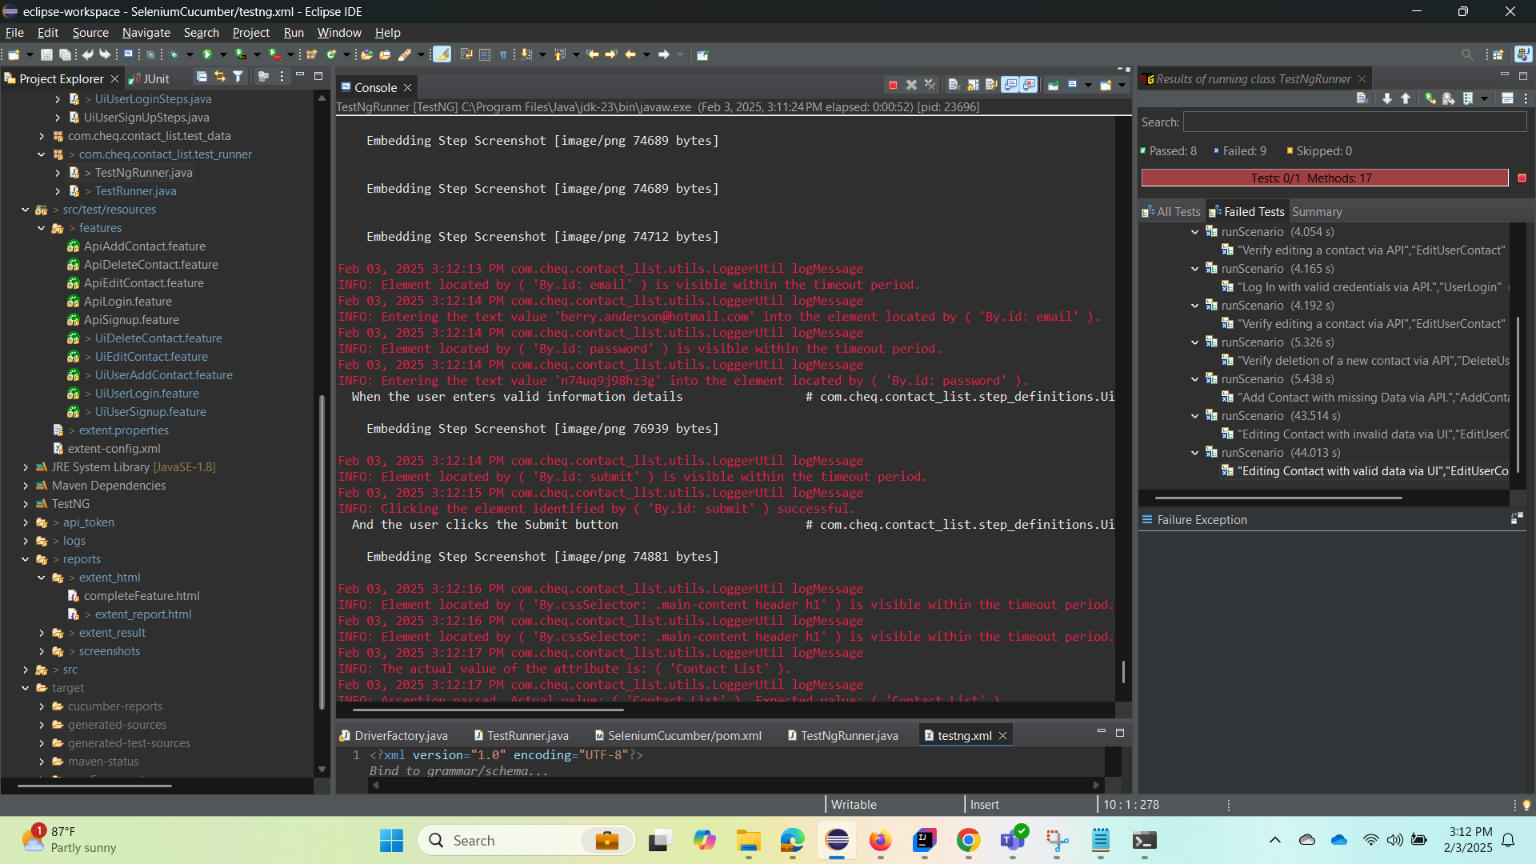 eclipse-workspace - SeleniumCucumber/testng.xml - Eclipse IDE
File Edit Source Navigate Search Project Run Window Help
Project Explorer
JUnit
> UiUserLoginSteps.java
UiUserSignUpSteps.java
com.cheq.contact_list.test_data
> com.cheq.contact_list.test_runner
> TestNgRunner.java
> TestRunner.java
> src/test/resources
> features
ApiAddContact.feature
ApiDeleteContact.feature
ApiEditContact.feature
ApiLogin.feature
ApiSignup.feature
> UiDeleteContact.feature
> UiEditContact.feature
> UiUserAddContact.feature
> UiUserLogin.feature
> UiUserSignup.feature
> extent.properties
extent-config.xml
JRE System Library [JavaSE-1.8]
Maven Dependencies
TestNG
> api_token
> logs
> reports
> extent_html
completeFeature.html
> extent_report.html
> extent_result
> screenshots
> src
target
cucumber-reports
generated-sources
generated-test-sources
maven-status
Console
TestNgRunner [TestNG] C:\Program Files\Java\jdk-23\bin\javaw.exe (Feb 3, 2025, 3:11:24 PM elapsed: 0:00:52) [pid: 23696]
Embedding Step Screenshot [image/png 74689 bytes]
Embedding Step Screenshot [image/png 74689 bytes]
Embedding Step Screenshot [image/png 74712 bytes]
Feb 03, 2025 3:12:13 PM com.cheq.contact_list.utils.LoggerUtil logMessage
INFO: Element located by ( 'By.id: email' ) is visible within the timeout period.
Feb 03, 2025 3:12:14 PM com.cheq.contact_list.utils.LoggerUtil logMessage
INFO: Entering the text value 'berry.anderson@hotmail.com' into the element located by ( 'By.id: email' ).
Feb 03, 2025 3:12:14 PM com.cheq.contact_list.utils.LoggerUtil logMessage
INFO: Element located by ( 'By.id: password' ) is visible within the timeout period.
Feb 03, 2025 3:12:14 PM com.cheq.contact_list.utils.LoggerUtil logMessage
INFO: Entering the text value 'n74uq9j98hz3g' into the element located by ( 'By.id: password' ).
When the user enters valid information details # com.cheq.contact_list.step_definitions.Ui
Embedding Step Screenshot [image/png 76939 bytes]
Feb 03, 2025 3:12:14 PM com.cheq.contact_list.utils.LoggerUtil logMessage
INFO: Element located by ( 'By.id: submit' ) is visible within the timeout period.
Feb 03, 2025 3:12:15 PM com.cheq.contact_list.utils.LoggerUtil logMessage
INFO: Clicking the element identified by ( 'By.id: submit' ) successful.
And the user clicks the Submit button # com.cheq.contact_list.step_definitions.Ui
Embedding Step Screenshot [image/png 74881 bytes]
Feb 03, 2025 3:12:16 PM com.cheq.contact_list.utils.LoggerUtil logMessage
INFO: Element located by ( 'By.cssSelector: .main-content header h1' ) is visible within the timeout period.
Feb 03, 2025 3:12:16 PM com.cheq.contact_list.utils.LoggerUtil logMessage
INFO: Element located by ( 'By.cssSelector: .main-content header h1' ) is visible within the timeout period.
Feb 03, 2025 3:12:17 PM com.cheq.contact_list.utils.LoggerUtil logMessage
INFO: The actual value of the attribute is: ( 'Contact List' ).
Feb 03, 2025 3:12:17 PM com.cheq.contact_list.utils.LoggerUtil logMessage
INFO: Assertion passed. Actual value: ( 'Contact List' ). Expected value: ( 'Contact List' )
DriverFactory.java
TestRunner.java
SeleniumCucumber/pom.xml
TestNgRunner.java
testng.xml
1 <?xml version="1.0" encoding="UTF-8"?>
Bind to grammar/schema...
Results of running class TestNgRunner
Search:
Passed: 8 Failed: 9 Skipped: 0
Tests: 0/1 Methods: 17
All Tests Failed Tests Summary
runScenario (4.054 s)
"Verify editing a contact via API","EditUserContact"
runScenario (4.165 s)
"Log In with valid credentials via API.","UserLogin"
runScenario (4.192 s)
"Verify editing a contact via API","EditUserContact"
runScenario (5.326 s)
"Verify deletion of a new contact via API","DeleteUs
runScenario (5.438 s)
"Add Contact with missing Data via API.","AddConta
runScenario (43.514 s)
"Editing Contact with invalid data via UI","EditUserC
runScenario (44.013 s)
"Editing Contact with valid data via UI","EditUserCo
Failure Exception
Writable Insert 10 : 1 : 278
1
87°F
Partly sunny
Search
3:12 PM
2/3/2025